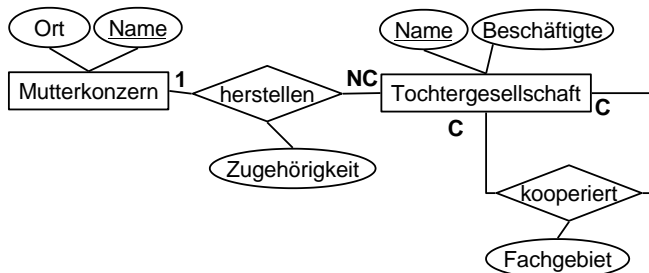 Ort
Name
Name
Beschäftigte
Mutterkonzern
1
herstellen
NC
Tochtergesellschaft
C
C
Zugehörigkeit
kooperiert
Fachgebiet